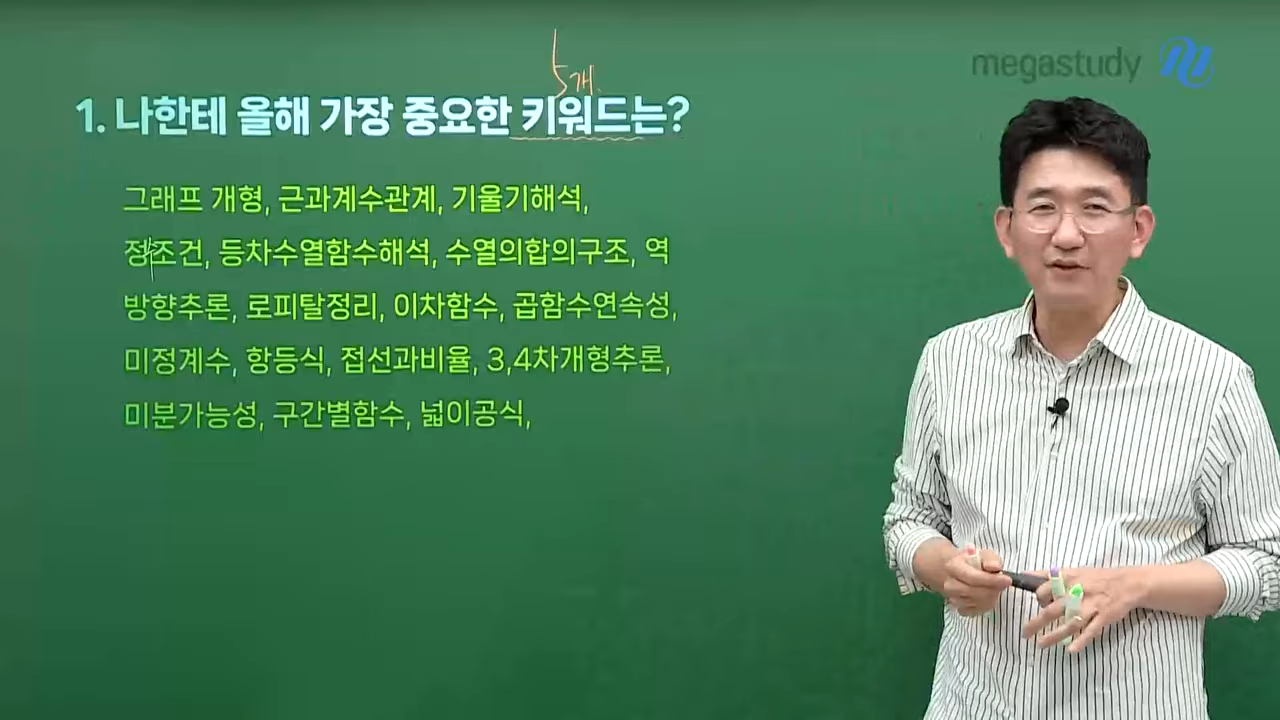 megastudy
5개
1. 나한테 올해 가장 중요한 키워드는?
그래프 개형, 근과계수관계, 기울기해석,
정수조건, 등차수열함수해석, 수열의합의구조, 역
방향추론, 로피탈정리, 이차함수, 곱함수연속성,
미정계수, 항등식, 접선과비율, 3,4차개형추론,
미분가능성, 구간별함수, 넓이공식,